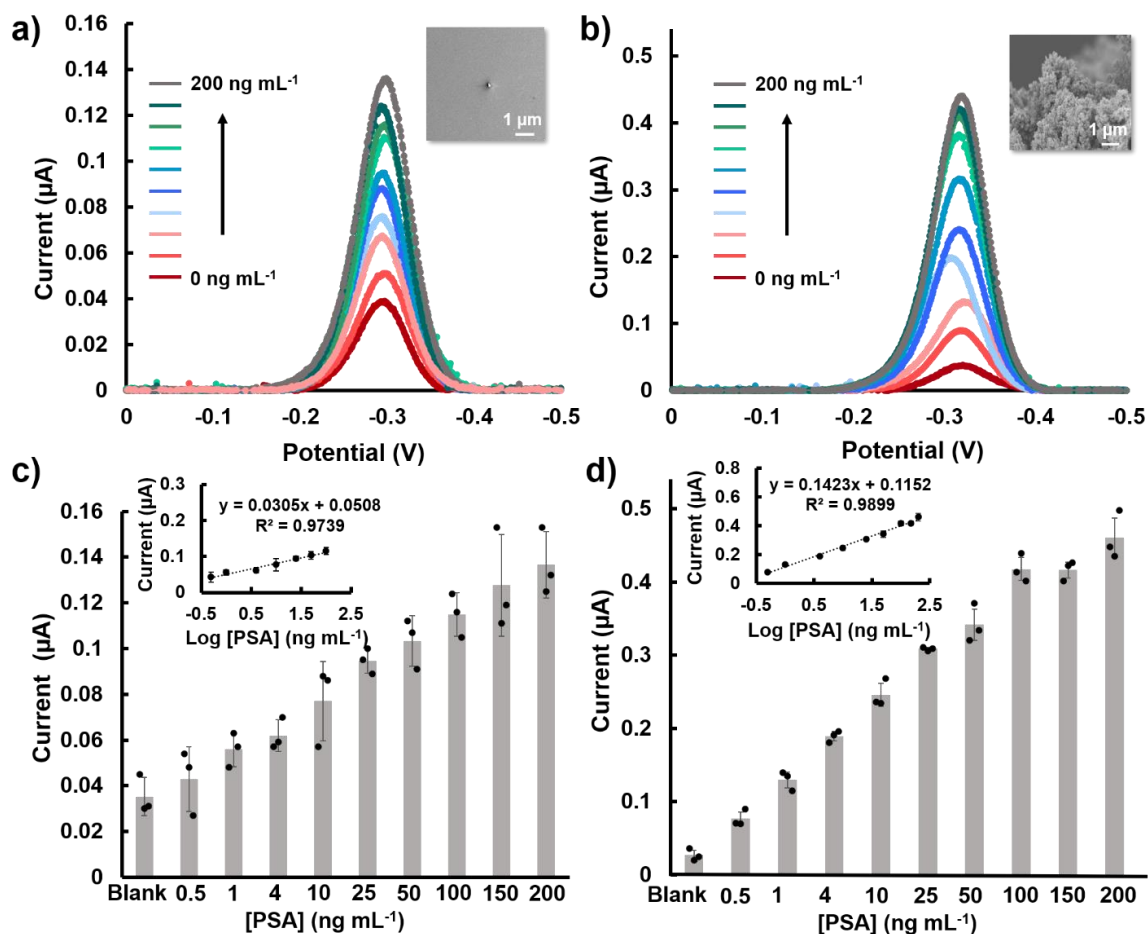 a)
0.16
0.14
0.12
0.1
0.08
0.06
0.04
0.02
0
Current (µA)
200 ng mL-1
0 ng mL-1
1 µm
0
-0.1
-0.2
-0.3
-0.4
-0.5
Potential (V)
b)
0.5
0.4
0.3
0.2
0.1
0
Current (µA)
200 ng mL-1
0 ng mL-1
1 µm
0
-0.1
-0.2
-0.3
-0.4
-0.5
Potential (V)
c)
0.16
0.14
0.12
0.1
0.08
0.06
0.04
0.02
0
Current (µA)
0.3
0.2
0.1
0
Current (µA)
y = 0.0305x + 0.0508
R² = 0.9739
-0.5 0.5 1.5 2.5
Log [PSA] (ng mL-1)
Blank 0.5 1 4 10 25 50 100 150 200
[PSA] (ng mL-1)
d)
0.5
0.4
0.3
0.2
0.1
0
Current (µA)
0.8
0.6
0.4
0.2
0
Current (µA)
y = 0.1423x + 0.1152
R² = 0.9899
-0.5 0.5 1.5 2.5
Log [PSA] (ng mL-1)
Blank 0.5 1 4 10 25 50 100 150 200
[PSA] (ng mL-1)